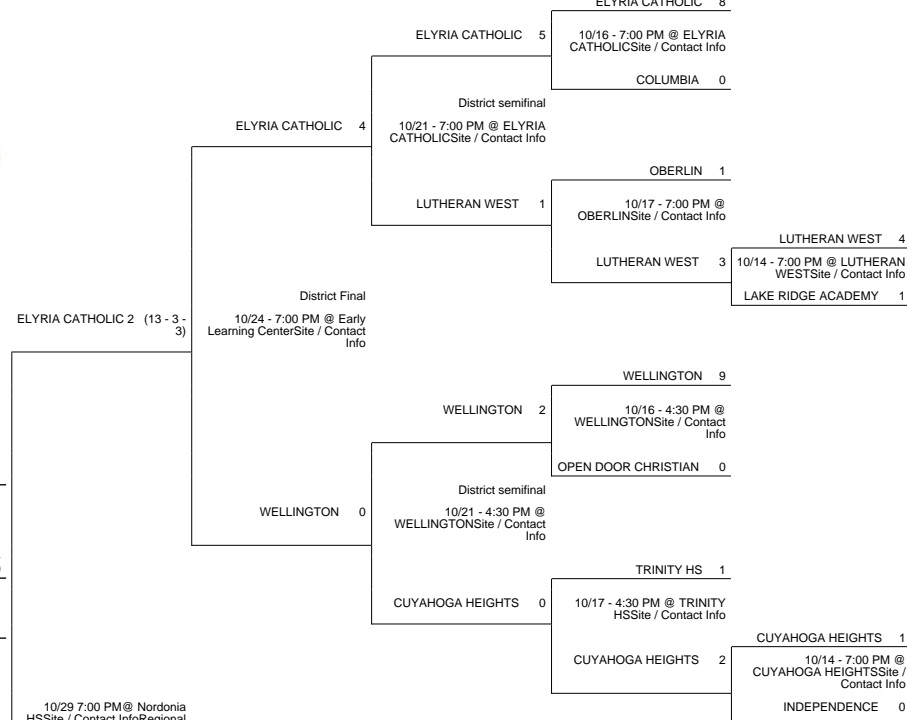 ELYRIA CATHOLIC 8
ELYRIA CATHOLIC 5
10/16 - 7:00 PM @ ELYRIA
CATHOLICSite / Contact Info
COLUMBIA 0
District semifinal
ELYRIA CATHOLIC 4
10/21 - 7:00 PM @ ELYRIA
CATHOLICSite / Contact Info
OBERLIN 1
LUTHERAN WEST 1
10/17 - 7:00 PM @
OBERLINSite / Contact Info
LUTHERAN WEST 4
LUTHERAN WEST 3
10/14 - 7:00 PM @ LUTHERAN
WESTSite / Contact Info
LAKE RIDGE ACADEMY 1
District Final
ELYRIA CATHOLIC 2 (13 - 3 -
3)
10/24 - 7:00 PM @ Early
Learning CenterSite / Contact
Info
WELLINGTON 9
WELLINGTON 2
10/16 - 4:30 PM @
WELLINGTONSite / Contact
Info
OPEN DOOR CHRISTIAN 0
District semifinal
WELLINGTON 0
10/21 - 4:30 PM @
WELLINGTONSite / Contact
Info
TRINITY HS 1
CUYAHOGA HEIGHTS 0
10/17 - 4:30 PM @ TRINITY
HSSite / Contact Info
CUYAHOGA HEIGHTS 1
CUYAHOGA HEIGHTS 2
10/14 - 7:00 PM @
CUYAHOGA HEIGHTSSite /
Contact Info
INDEPENDENCE 0
10/29 7:00 PM@ Nordonia
HSSite / Contact InfoRegional